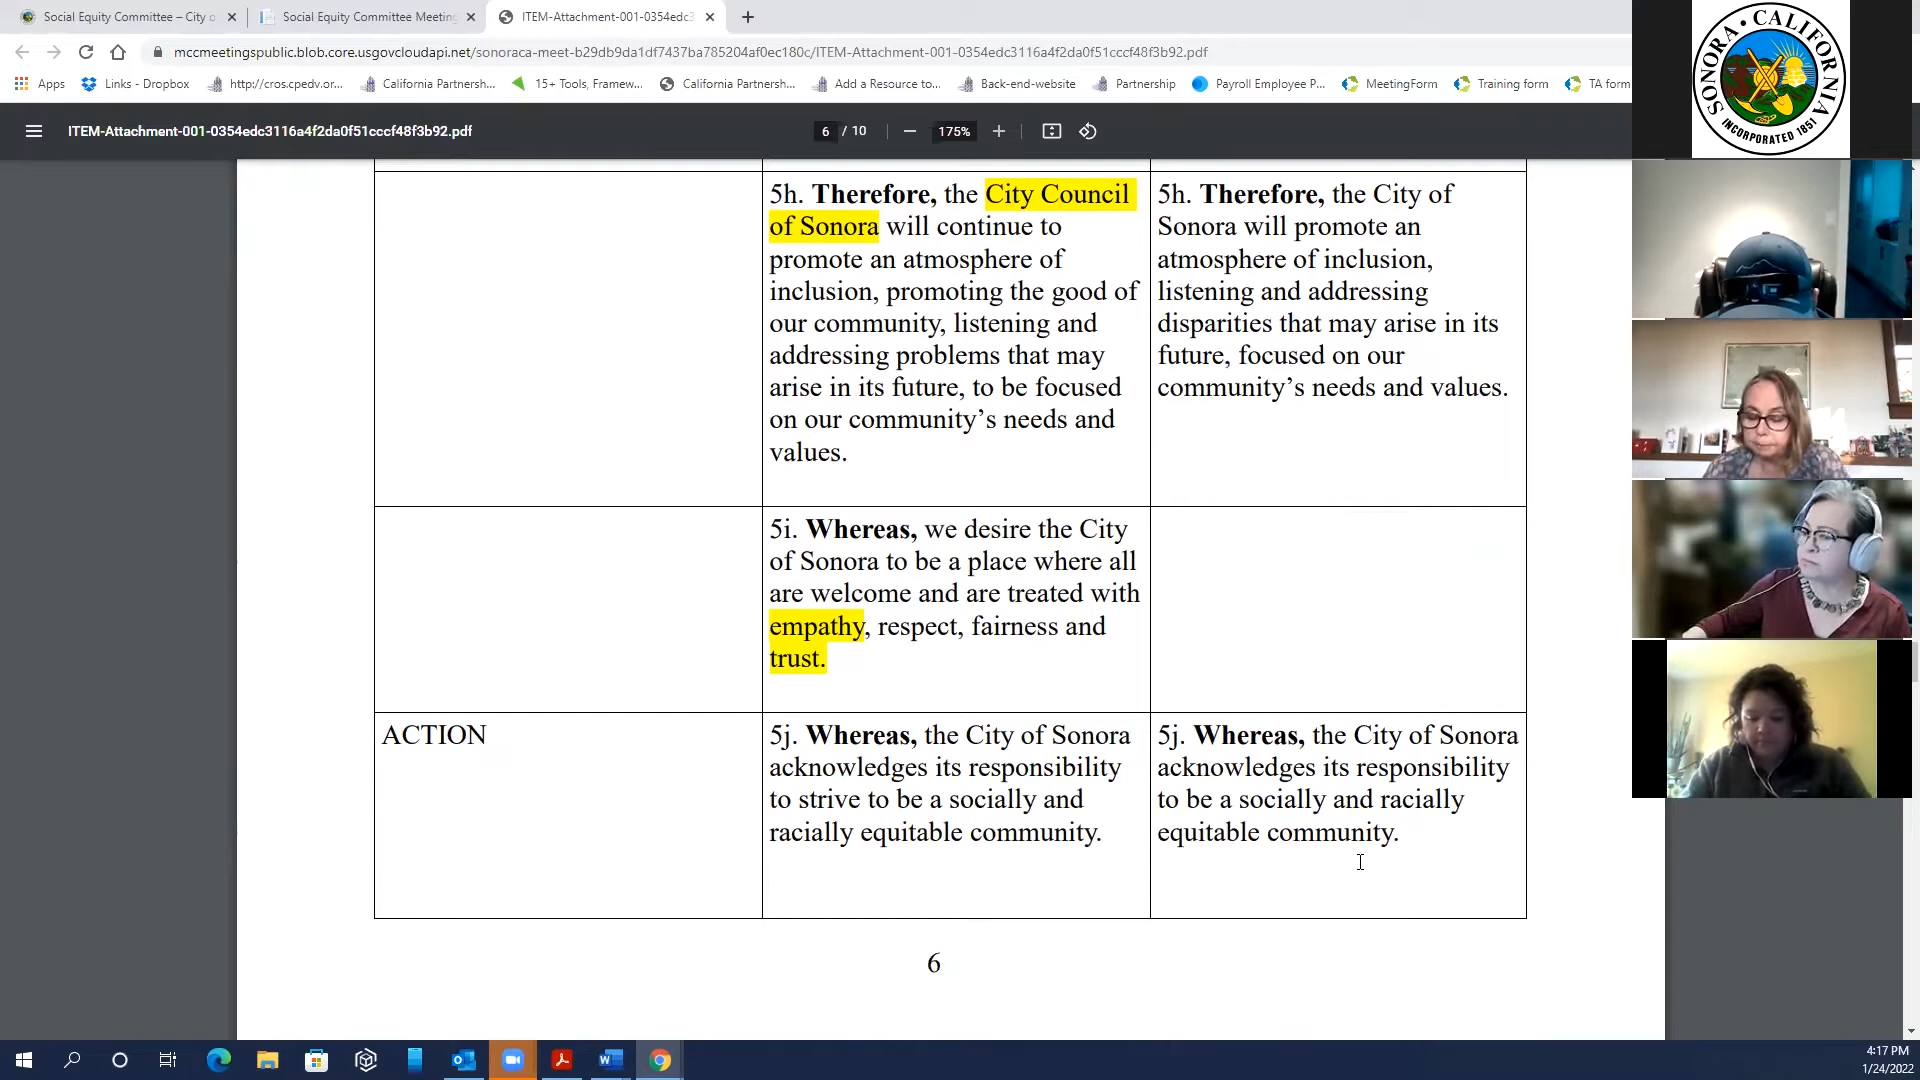 Social Equity Committee – City o
Social Equity Committee Meeting
ITEM-Attachment-001-0354edc3
mccmeetingspublic.blob.core.usgovcloudapi.net/sonoraca-meet-b29db9da1df7437ba785204af0ec180c/ITEM-Attachment-001-0354edc3116a4f2da0f51cccf48f3b92.pdf
Apps
Links - Dropbox
http://cros.cpedv.or...
California Partnersh...
15+ Tools, Framew...
California Partnersh...
Add a Resource to...
Back-end-website
Partnership
Payroll Employee P...
MeetingForm
Training form
TA form
ITEM-Attachment-001-0354edc3116a4f2da0f51cccf48f3b92.pdf
6 / 10
175%
SONORA, CALIFORNIA
INCORPORATED 1851
5h. Therefore, the City Council
of Sonora will continue to
promote an atmosphere of
inclusion, promoting the good of
our community, listening and
addressing problems that may
arise in its future, to be focused
on our community’s needs and
values.
5h. Therefore, the City of
Sonora will promote an
atmosphere of inclusion,
listening and addressing
disparities that may arise in its
future, focused on our
community’s needs and values.
5i. Whereas, we desire the City
of Sonora to be a place where all
are welcome and are treated with
empathy, respect, fairness and
trust.
ACTION
5j. Whereas, the City of Sonora
acknowledges its responsibility
to strive to be a socially and
racially equitable community.
5j. Whereas, the City of Sonora
acknowledges its responsibility
to be a socially and racially
equitable community.
6
4:17 PM
1/24/2022